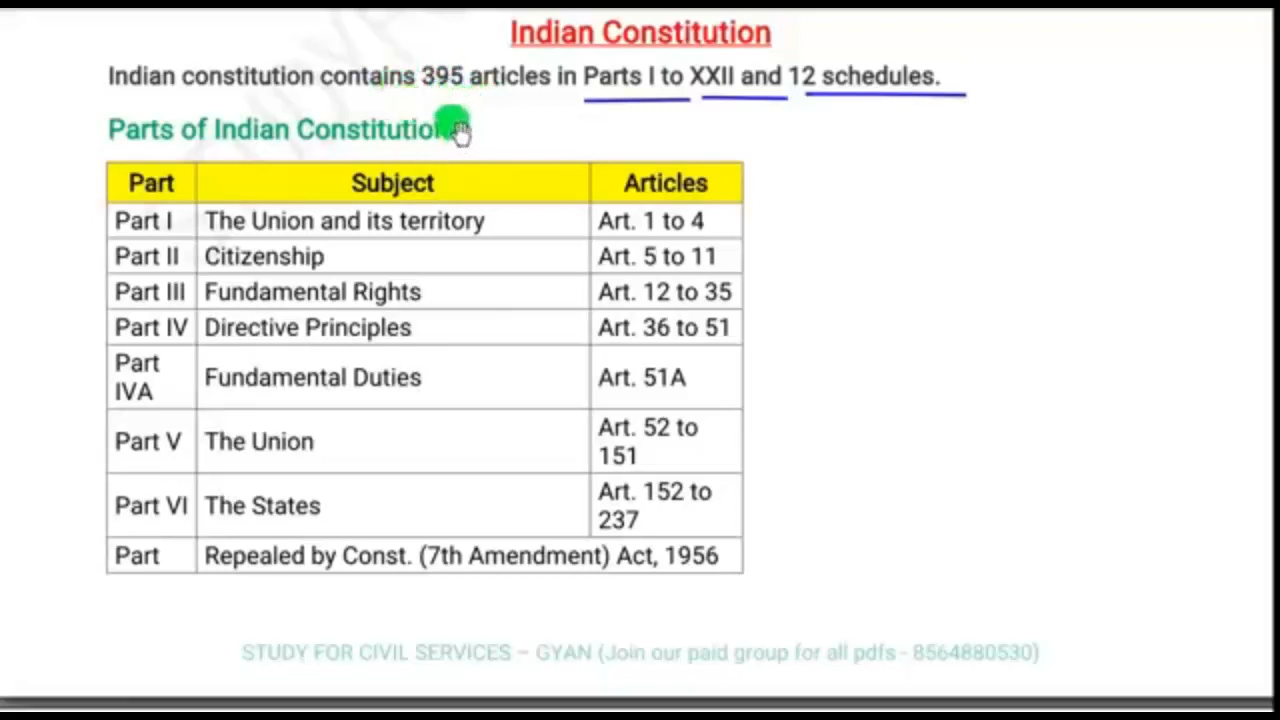 Indian Constitution
Indian constitution contains 395 articles in Parts I to XXII and 12 schedules.
Parts of Indian Constitution
Part Subject Articles
Part I The Union and its territory Art. 1 to 4
Part II Citizenship Art. 5 to 11
Part III Fundamental Rights Art. 12 to 35
Part IV Directive Principles Art. 36 to 51
Part
IVA Fundamental Duties Art. 51A
Part V The Union Art. 52 to
151
Part VI The States Art. 152 to
237
Part Repealed by Const. (7th Amendment) Act, 1956
STUDY FOR CIVIL SERVICES – GYAN (Join our paid group for all pdfs - 8564880530)